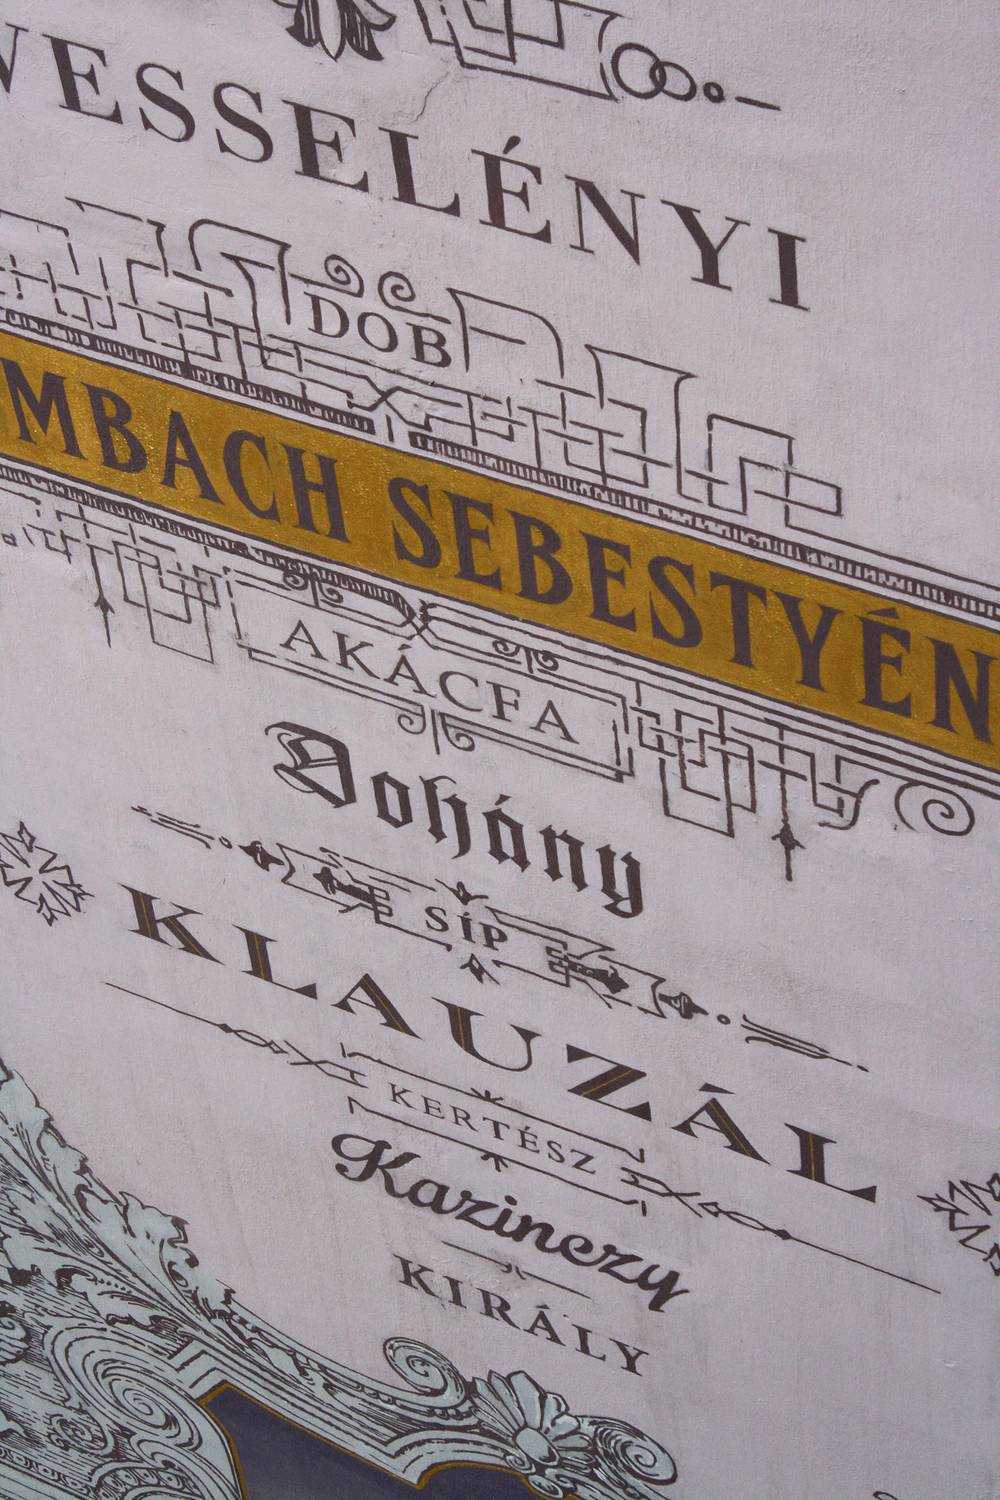 WESSELÉNYI
DOB
MBACH SEBESTYÉN
AKÁCFA
Dohány
SÍP
KLAUZÁL
KERTÉSZ
Kazinczy
KIRÁLY